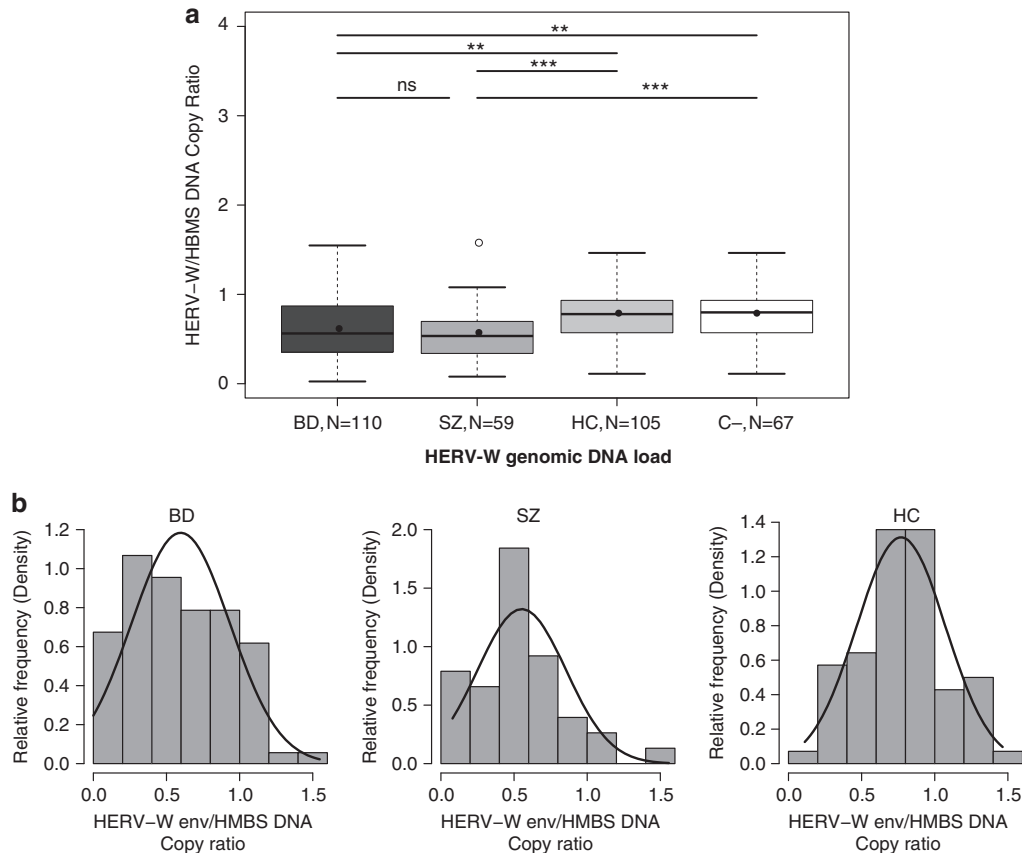 a
HERV–W/HBMS DNA Copy Ratio
4
3
2
1
0
**
**
***
ns
***
BD,N=110 SZ,N=59 HC,N=105 C–,N=67
HERV-W genomic DNA load
b
BD
Relative frequency (Density)
1.2
1.0
0.8
0.6
0.4
0.2
0.0
0.0 0.5 1.0 1.5
HERV–W env/HMBS DNA
Copy ratio
SZ
Relative frequency (Density)
2.0
1.5
1.0
0.5
0.0
0.0 0.5 1.0 1.5
HERV–W env/HMBS DNA
Copy ratio
HC
Relative frequency (Density)
1.4
1.2
1.0
0.8
0.6
0.4
0.2
0.0
0.0 0.5 1.0 1.5
HERV–W env/HMBS DNA
Copy ratio